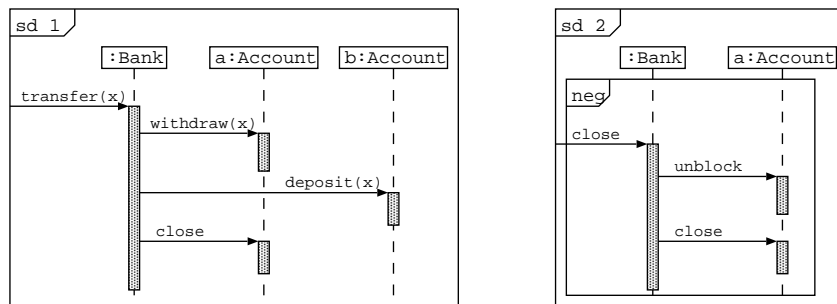 sd 1
:Bank
a:Account
b:Account
transfer(x)
withdraw(x)
deposit(x)
close
sd 2
:Bank
a:Account
neg
close
unblock
close